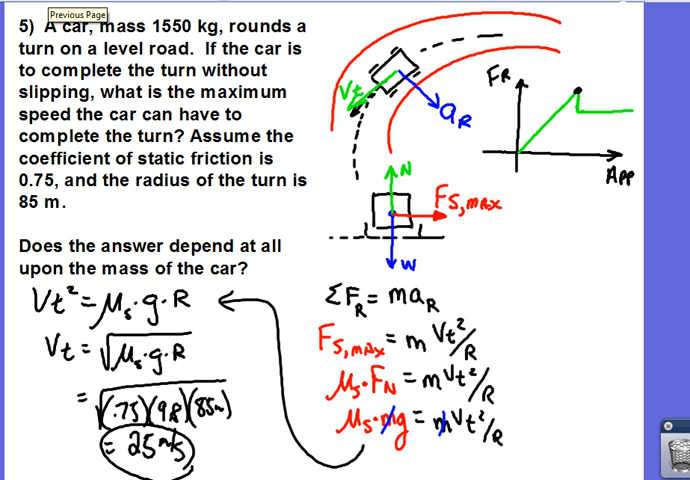 Previous Page
5) A car, mass 1550 kg, rounds a
turn on a level road. If the car is
to complete the turn without
slipping, what is the maximum
speed the car can have to
complete the turn? Assume the
coefficient of static friction is
0.75, and the radius of the turn is
85 m.
Does the answer depend at all
upon the mass of the car?
Vt² = μs·g·R
Vt = √μs·g·R
= √(.75)(9.8)(85m)
= 25 m/s
Vt
aR
FR
App
N
Fs,max
W
ΣFR = maR
Fs,max = m Vt²/R
μs·FN = mVt²/R
μs·mg = mVt²/R